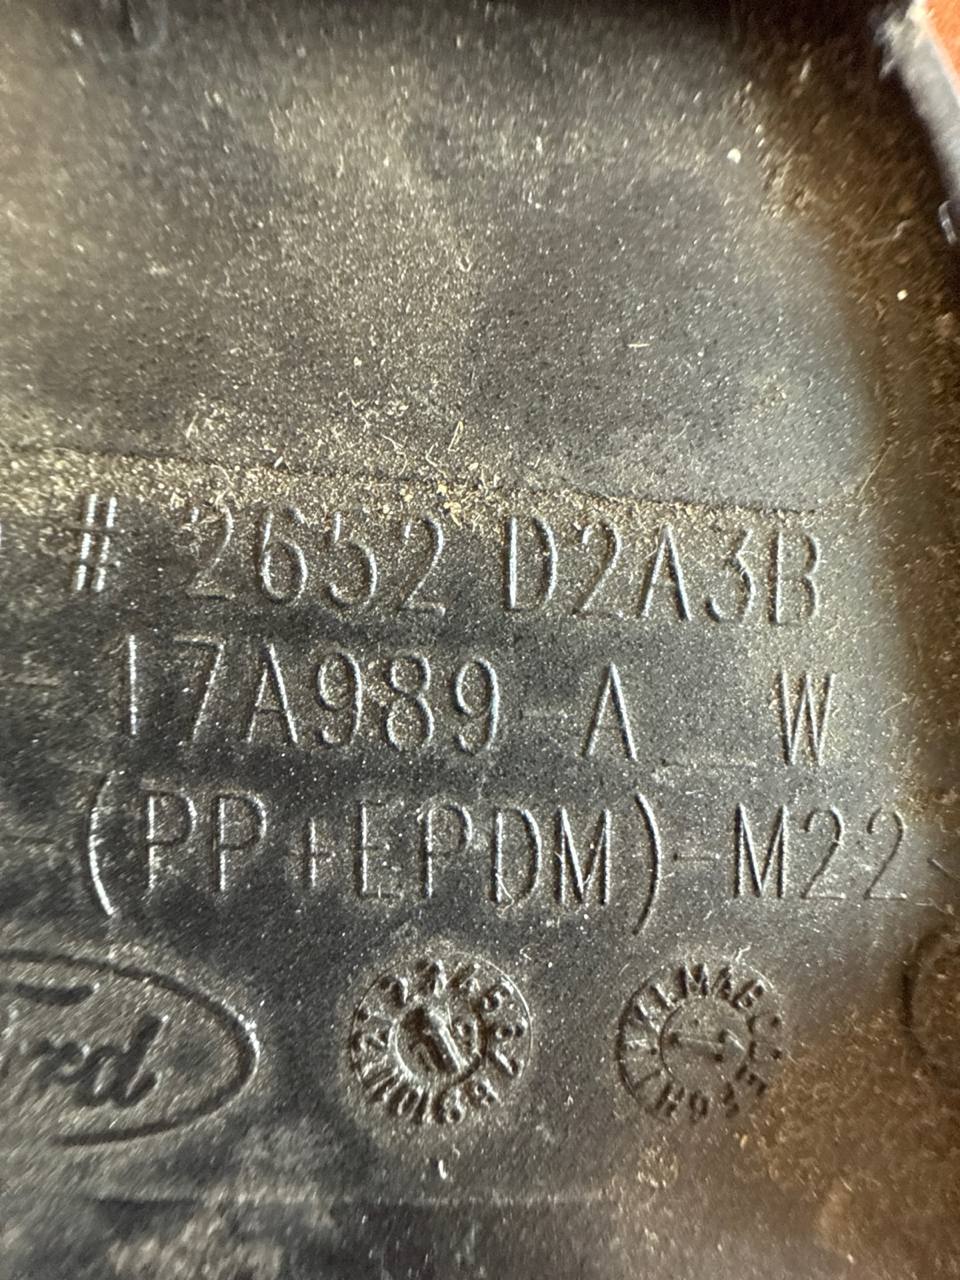 # 2652 D2A3B
- 17A989-A W
-(PP+EPDM)-M22
Ford